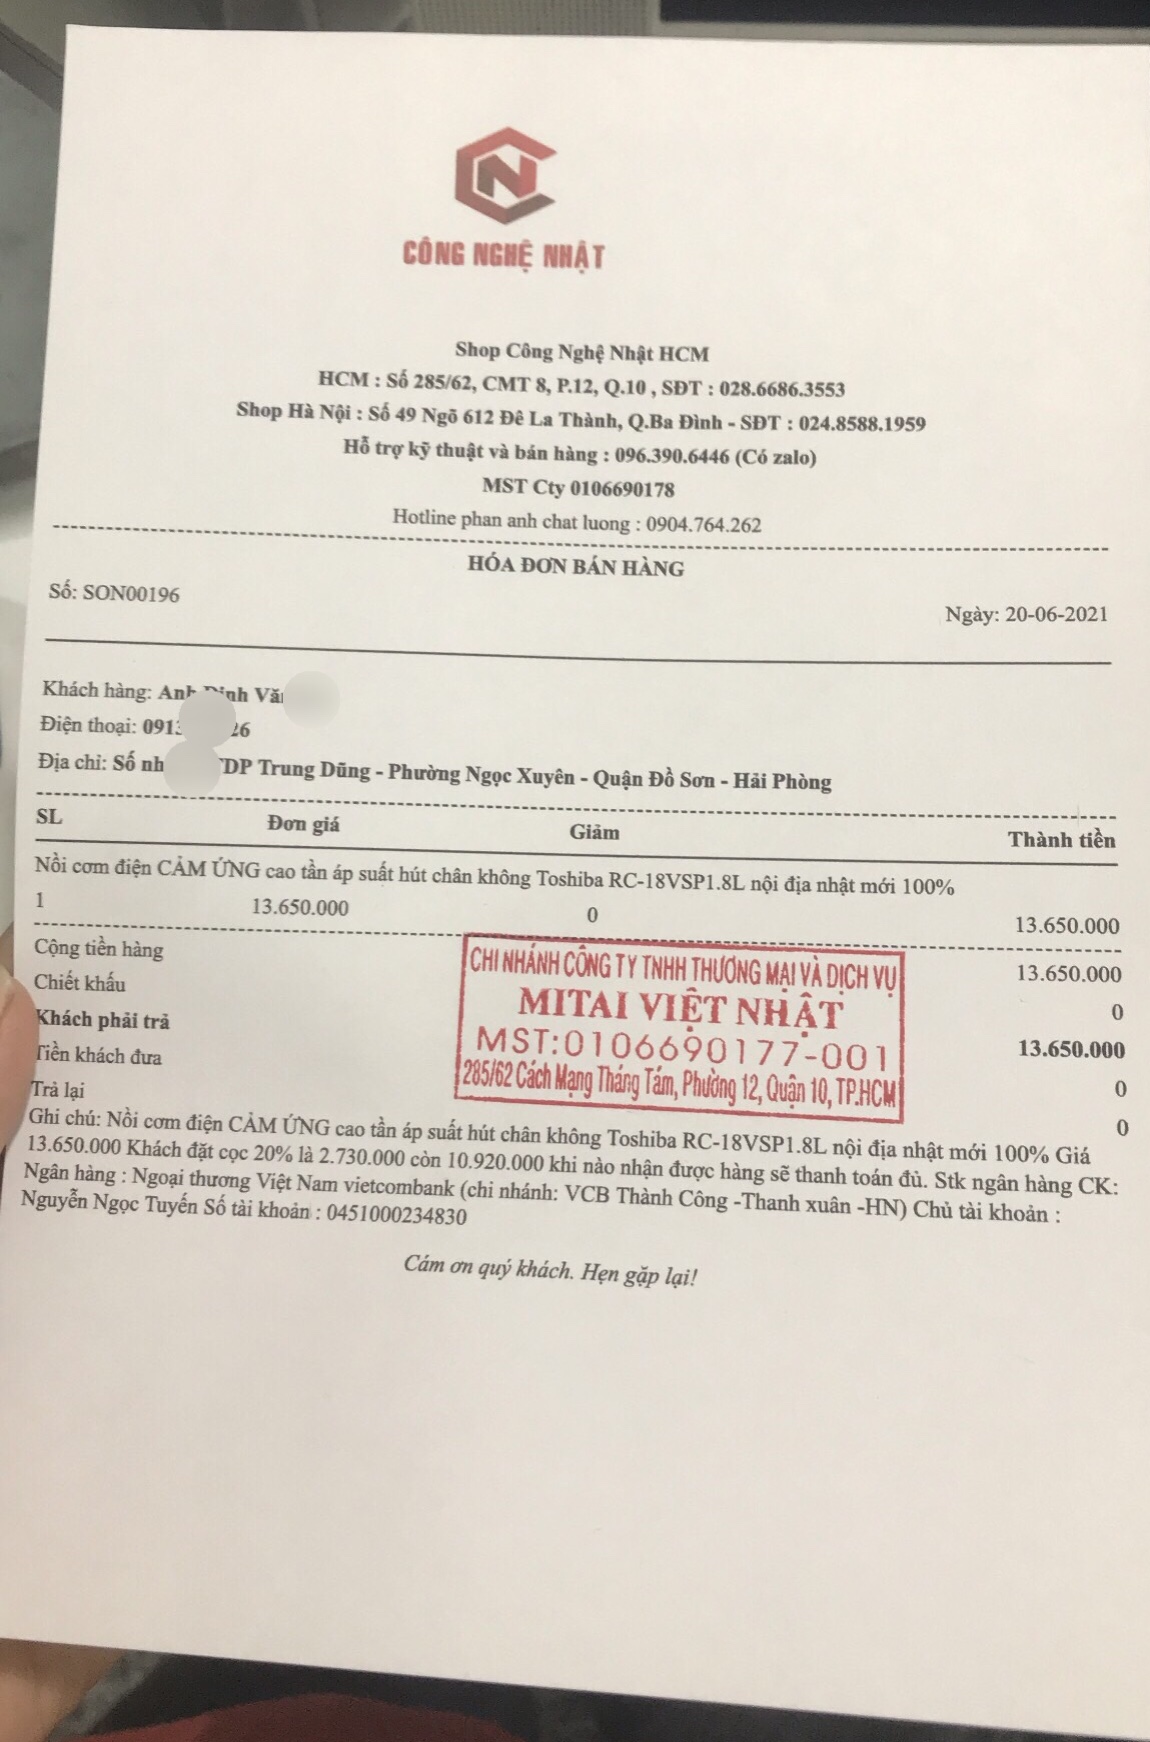 CN
CÔNG NGHỆ NHẬT
Shop Công Nghệ Nhật HCM
HCM : Số 285/62, CMT 8, P.12, Q.10 , SĐT : 028.6686.3553
Shop Hà Nội : Số 49 Ngõ 612 Đê La Thành, Q.Ba Đình - SĐT : 024.8588.1959
Hỗ trợ kỹ thuật và bán hàng : 096.390.6446 (Có zalo)
MST Cty 0106690178
Hotline phan anh chat luong : 0904.764.262
HÓA ĐƠN BÁN HÀNG
Số: SON00196
Ngày: 20-06-2021
Khách hàng: Anh Đinh
Điện thoại:
Địa chỉ: Số TDP Trung Dũng - Phường Ngọc Xuyên - Quận Đồ Sơn - Hải Phòng
SL Đơn giá Giảm Thành tiền
Nồi cơm điện CẢM ỨNG cao tần áp suất hút chân không Toshiba RC-18VSP1.8L nội địa nhật mới 100%
1 13.650.000 0 13.650.000
Cộng tiền hàng 13.650.000
Chiết khấu 0
Khách phải trả 13.650.000
Tiền khách đưa 0
Trả lại 0
CHI NHÁNH CÔNG TY TNHH THƯƠNG MẠI VÀ DỊCH VỤ
MITAI VIỆT NHẬT
MST:0106690177-001
285/62 Cách Mạng Tháng Tám, Phường 12, Quận 10, TP.HCM
Ghi chú: Nồi cơm điện CẢM ỨNG cao tần áp suất hút chân không Toshiba RC-18VSP1.8L nội địa nhật mới 100% Giá
13.650.000 Khách đặt cọc 20% là 2.730.000 còn 10.920.000 khi nào nhận được hàng sẽ thanh toán đủ. Stk ngân hàng CK:
Ngân hàng : Ngoại thương Việt Nam vietcombank (chi nhánh: VCB Thành Công -Thanh xuân -HN) Chủ tài khoản :
Nguyễn Ngọc Tuyến Số tài khoản : 0451000234830
Cám ơn quý khách. Hẹn gặp lại!